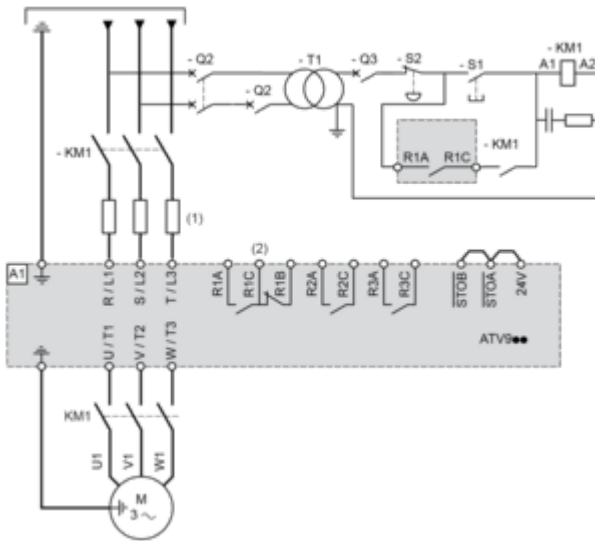 - Q2
- T1
- Q3
- S2
- S1
- KM1
A1
A2
- Q2
- KM1
R1A
R1C
- KM1
(1)
(2)
A1
R / L1
S / L2
T / L3
R1A
R1C
R1B
R2A
R2C
R3A
R3C
STOB
STOA
24V
U / T1
V / T2
W / T3
ATV9●●
KM1
U1
V1
W1
M
3 ~